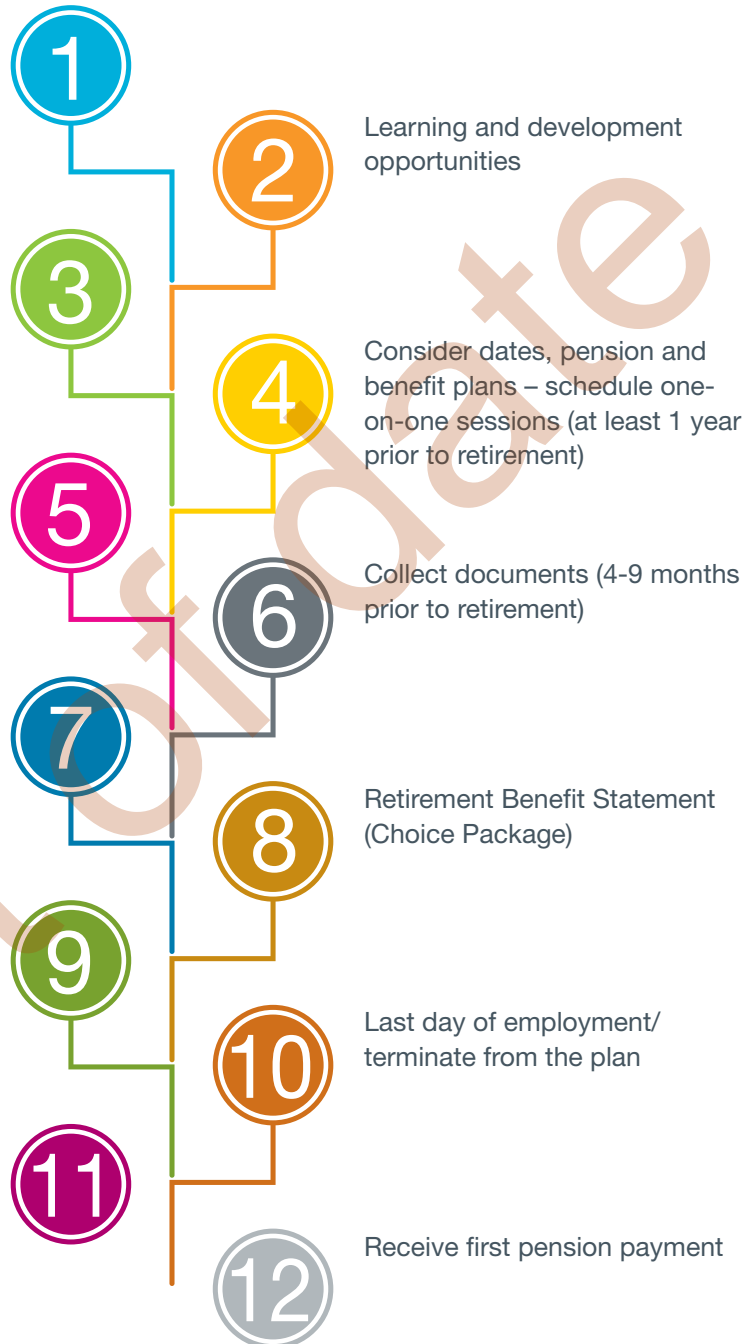 1
2
Learning and development
opportunities
3
4
Consider dates, pension and
benefit plans – schedule one-
on-one sessions (at least 1 year
prior to retirement)
5
6
Collect documents (4-9 months
prior to retirement)
7
8
Retirement Benefit Statement
(Choice Package)
9
10
Last day of employment/
terminate from the plan
11
12
Receive first pension payment
of date